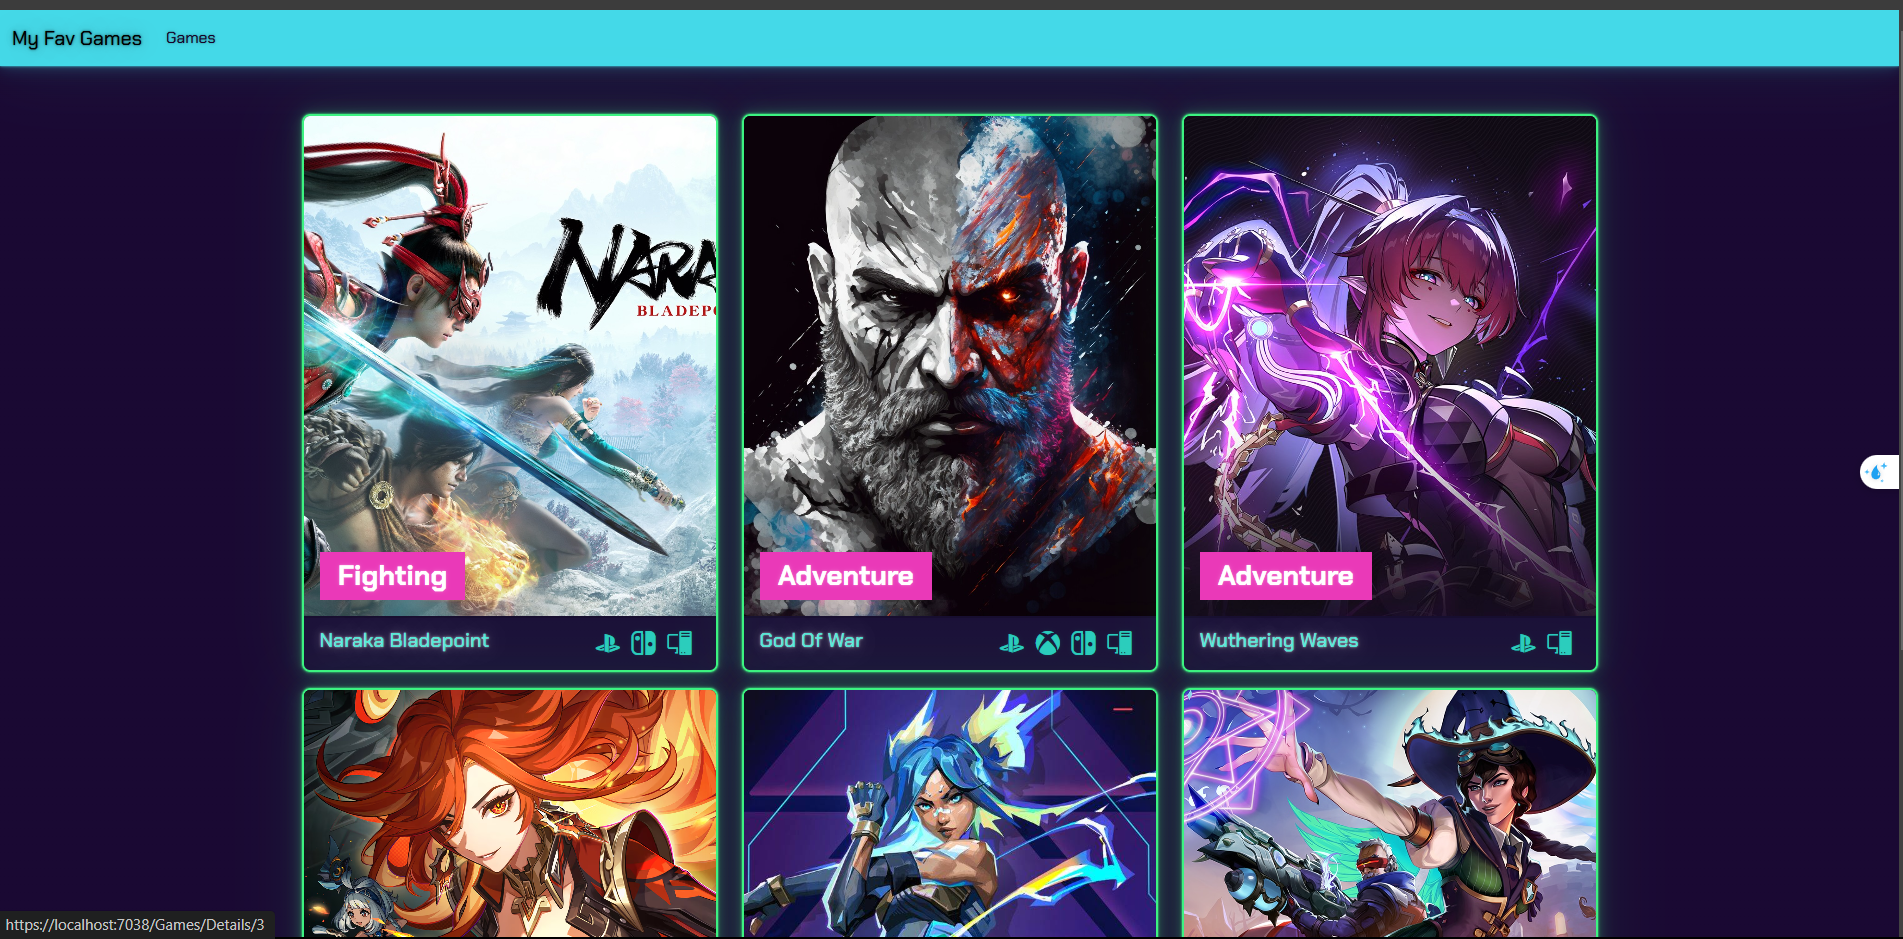 My Fav Games Games
NARA
BLADEPO
Fighting
Adventure
Adventure
Naraka Bladepoint
God Of War
Wuthering Waves
https://localhost:7038/Games/Details/3